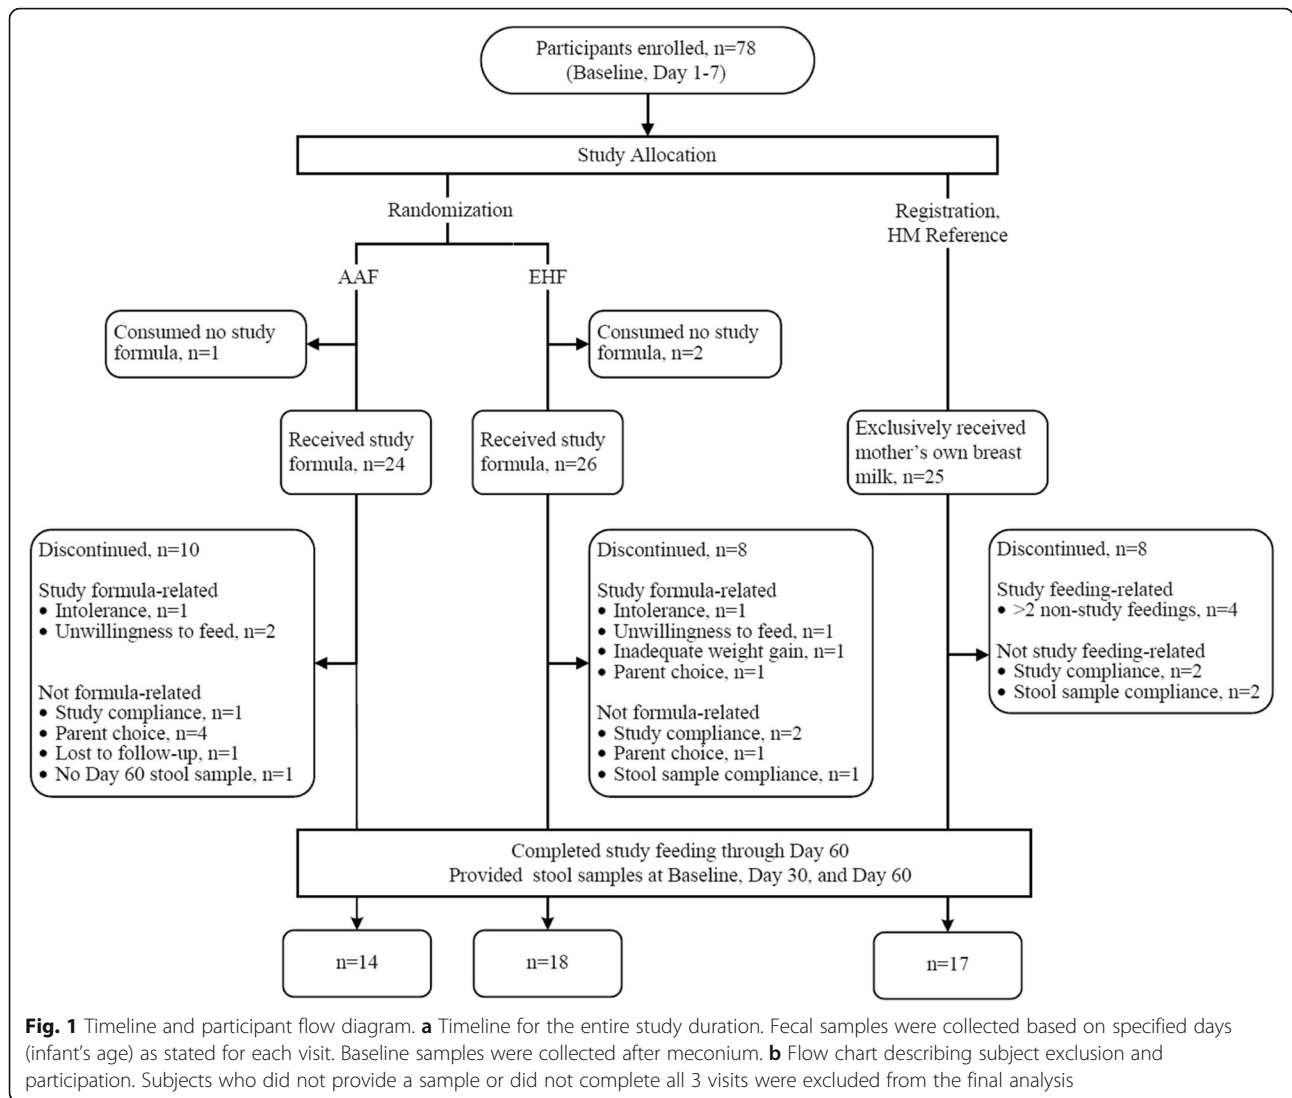 Participants enrolled, n=78
(Baseline, Day 1-7)
Study Allocation
Randomization
Registration,
HM Reference
AAF
EHF
Consumed no study
formula, n=1
Consumed no study
formula, n=2
Received study
formula, n=24
Received study
formula, n=26
Exclusively received
mother's own breast
milk, n=25
Discontinued, n=10
Study formula-related
• Intolerance, n=1
• Unwillingness to feed, n=2
Not formula-related
• Study compliance, n=1
• Parent choice, n=4
• Lost to follow-up, n=1
• No Day 60 stool sample, n=1
Discontinued, n=8
Study formula-related
• Intolerance, n=1
• Unwillingness to feed, n=1
• Inadequate weight gain, n=1
• Parent choice, n=1
Not formula-related
• Study compliance, n=2
• Parent choice, n=1
• Stool sample compliance, n=1
Discontinued, n=8
Study feeding-related
• >2 non-study feedings, n=4
Not study feeding-related
• Study compliance, n=2
• Stool sample compliance, n=2
Completed study feeding through Day 60
Provided stool samples at Baseline, Day 30, and Day 60
n=14
n=18
n=17
Fig. 1 Timeline and participant flow diagram. a Timeline for the entire study duration. Fecal samples were collected based on specified days
(infant's age) as stated for each visit. Baseline samples were collected after meconium. b Flow chart describing subject exclusion and
participation. Subjects who did not provide a sample or did not complete all 3 visits were excluded from the final analysis